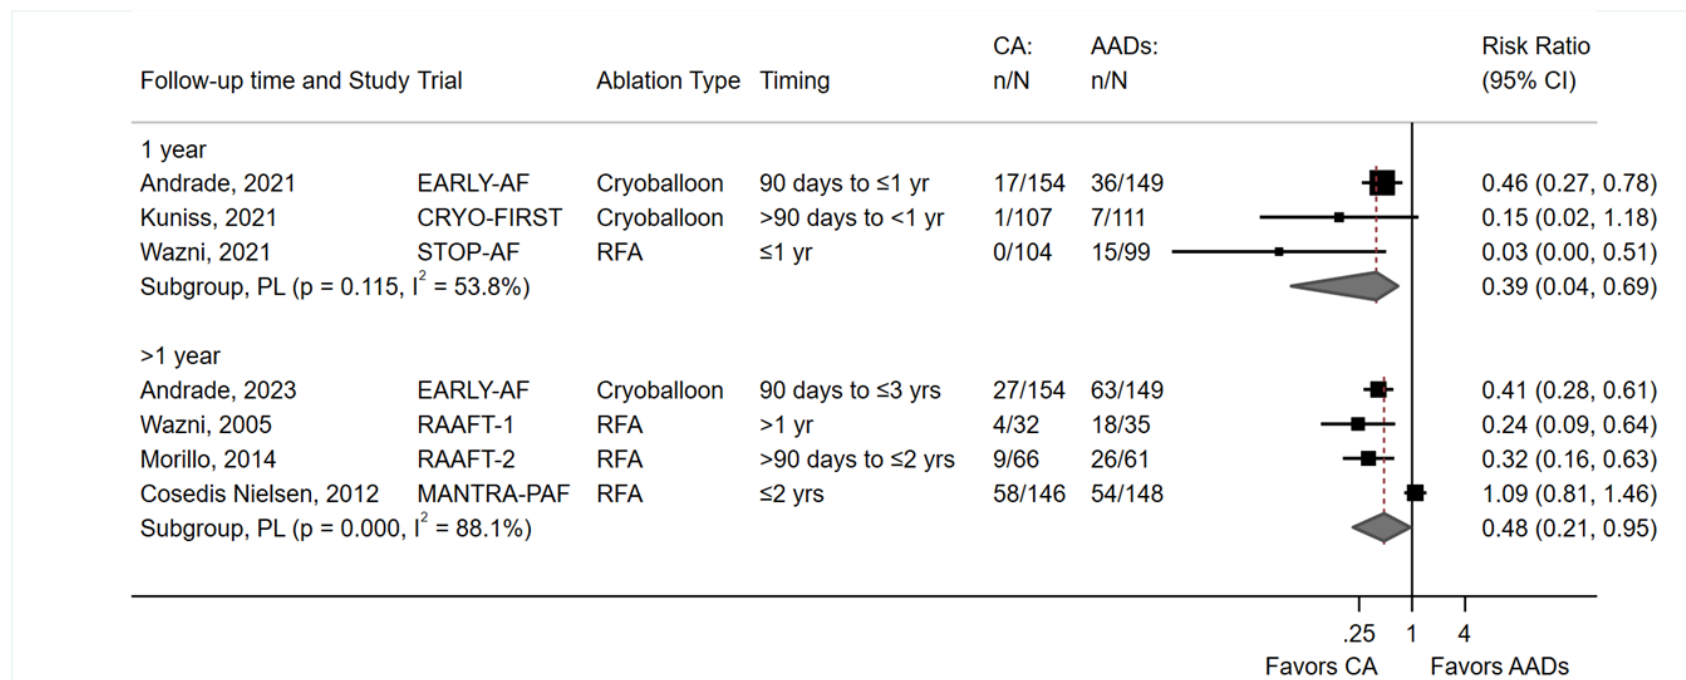 CA: AADs: Risk Ratio
Follow-up time and Study Trial Ablation Type Timing n/N n/N (95% CI)
1 year
Andrade, 2021 EARLY-AF Cryoballoon 90 days to ≤1 yr 17/154 36/149 0.46 (0.27, 0.78)
Kuniss, 2021 CRYO-FIRST Cryoballoon >90 days to <1 yr 1/107 7/111 0.15 (0.02, 1.18)
Wazni, 2021 STOP-AF RFA ≤1 yr 0/104 15/99 0.03 (0.00, 0.51)
Subgroup, PL (p = 0.115, I² = 53.8%) 0.39 (0.04, 0.69)
>1 year
Andrade, 2023 EARLY-AF Cryoballoon 90 days to ≤3 yrs 27/154 63/149 0.41 (0.28, 0.61)
Wazni, 2005 RAAFT-1 RFA >1 yr 4/32 18/35 0.24 (0.09, 0.64)
Morillo, 2014 RAAFT-2 RFA >90 days to ≤2 yrs 9/66 26/61 0.32 (0.16, 0.63)
Cosedis Nielsen, 2012 MANTRA-PAF RFA ≤2 yrs 58/146 54/148 1.09 (0.81, 1.46)
Subgroup, PL (p = 0.000, I² = 88.1%) 0.48 (0.21, 0.95)
.25 1 4
Favors CA Favors AADs